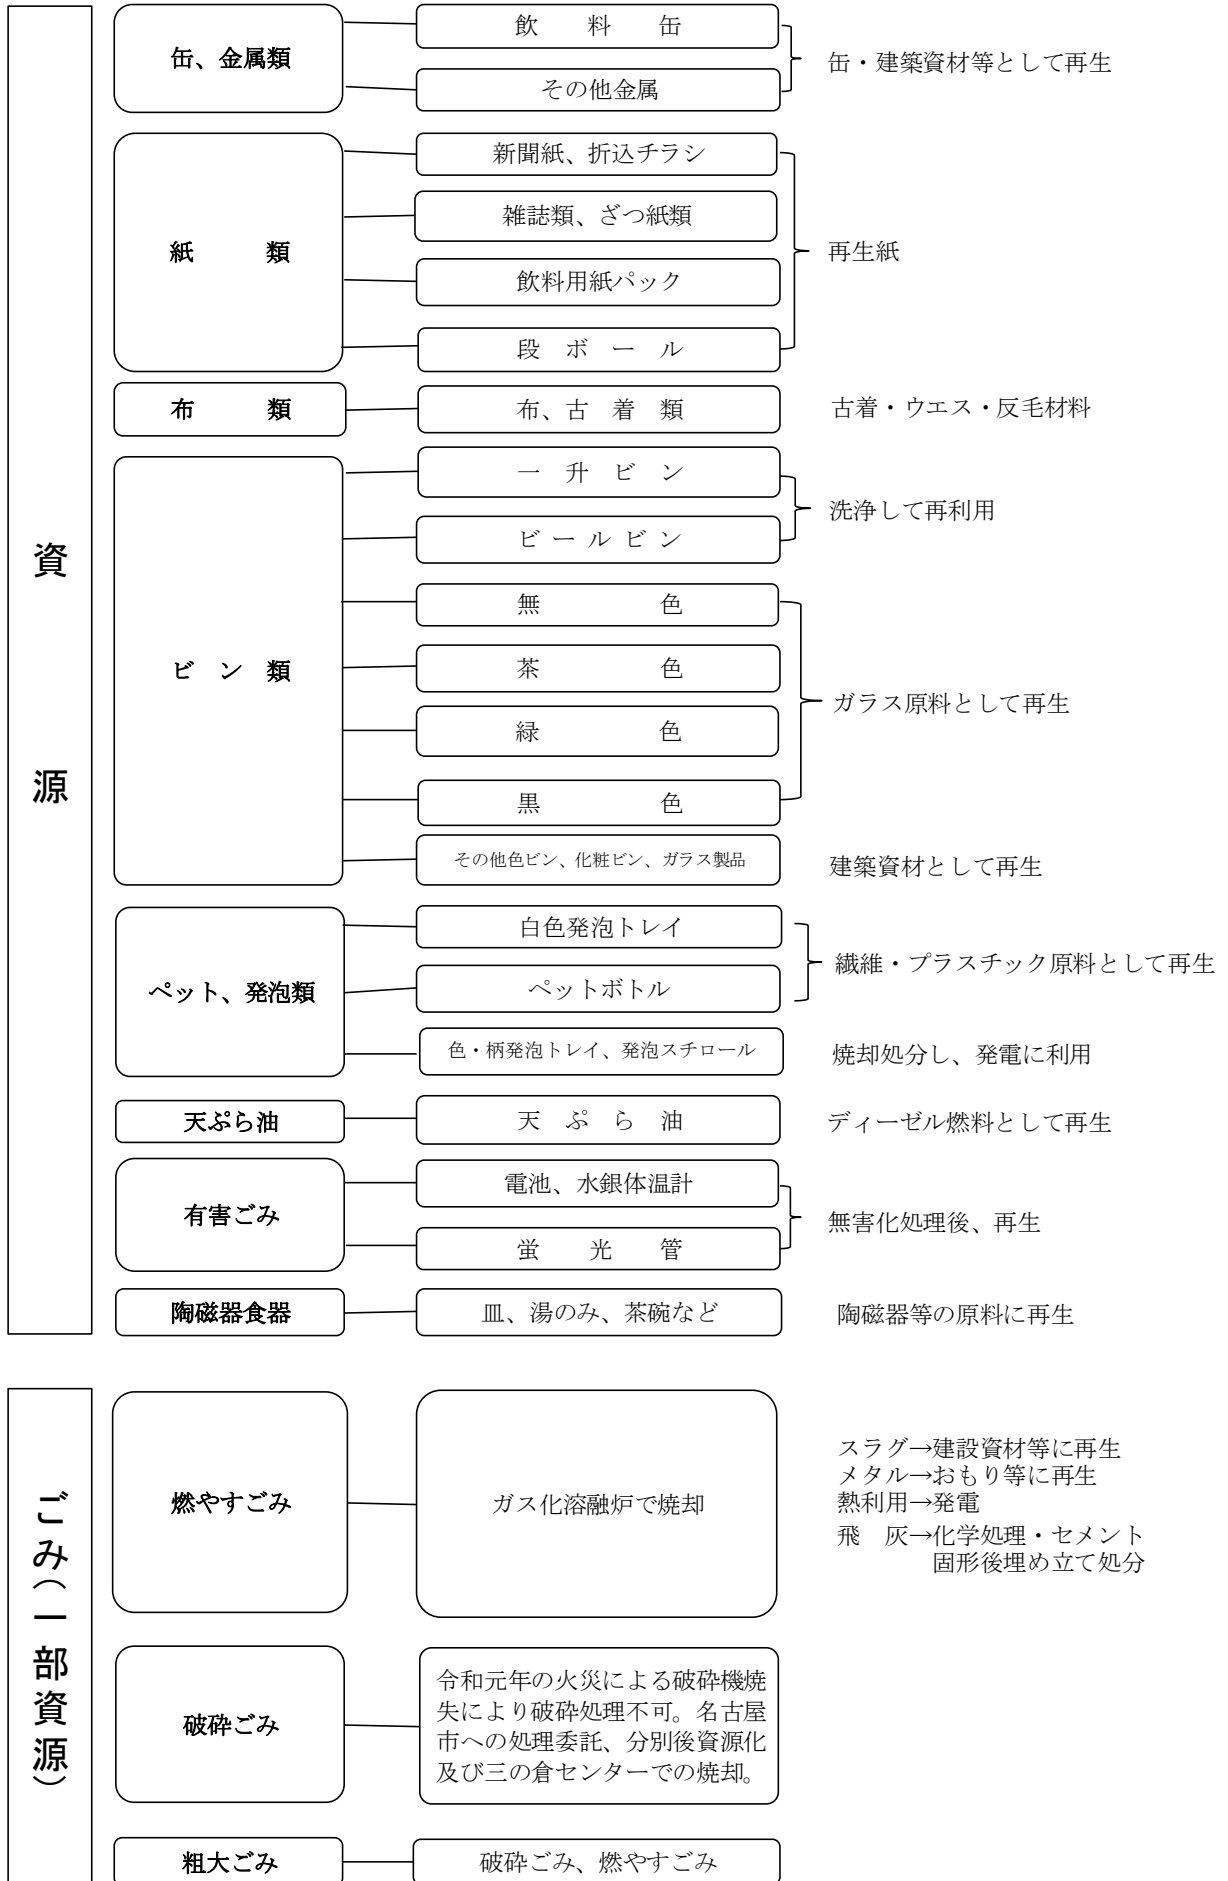 資源
缶、金属類
飲料缶
その他金属
缶・建築資材等として再生
紙類
新聞紙、折込チラシ
雑誌類、ざつ紙類
飲料用紙パック
段ボール
再生紙
布類
布、古着類
古着・ウエス・反毛材料
ビン類
一升ビン
ビールビン
洗浄して再利用
無色
茶色
緑色
黒色
ガラス原料として再生
その他色ビン、化粧ビン、ガラス製品
建築資材として再生
ペット、発泡類
白色発泡トレイ
ペットボトル
繊維・プラスチック原料として再生
色・柄発泡トレイ、発泡スチロール
焼却処分し、発電に利用
天ぷら油
天ぷら油
ディーゼル燃料として再生
有害ごみ
電池、水銀体温計
蛍光管
無害化処理後、再生
陶磁器食器
皿、湯のみ、茶碗など
陶磁器等の原料に再生
ごみ(一部資源)
燃やすごみ
ガス化溶融炉で焼却
スラグ→建設資材等に再生
メタル→おもり等に再生
熱利用→発電
飛　灰→化学処理・セメント
固形後埋め立て処分
破砕ごみ
令和元年の火災による破砕機焼
失により破砕処理不可。名古屋
市への処理委託、分別後資源化
及び三の倉センターでの焼却。
粗大ごみ
破砕ごみ、燃やすごみ